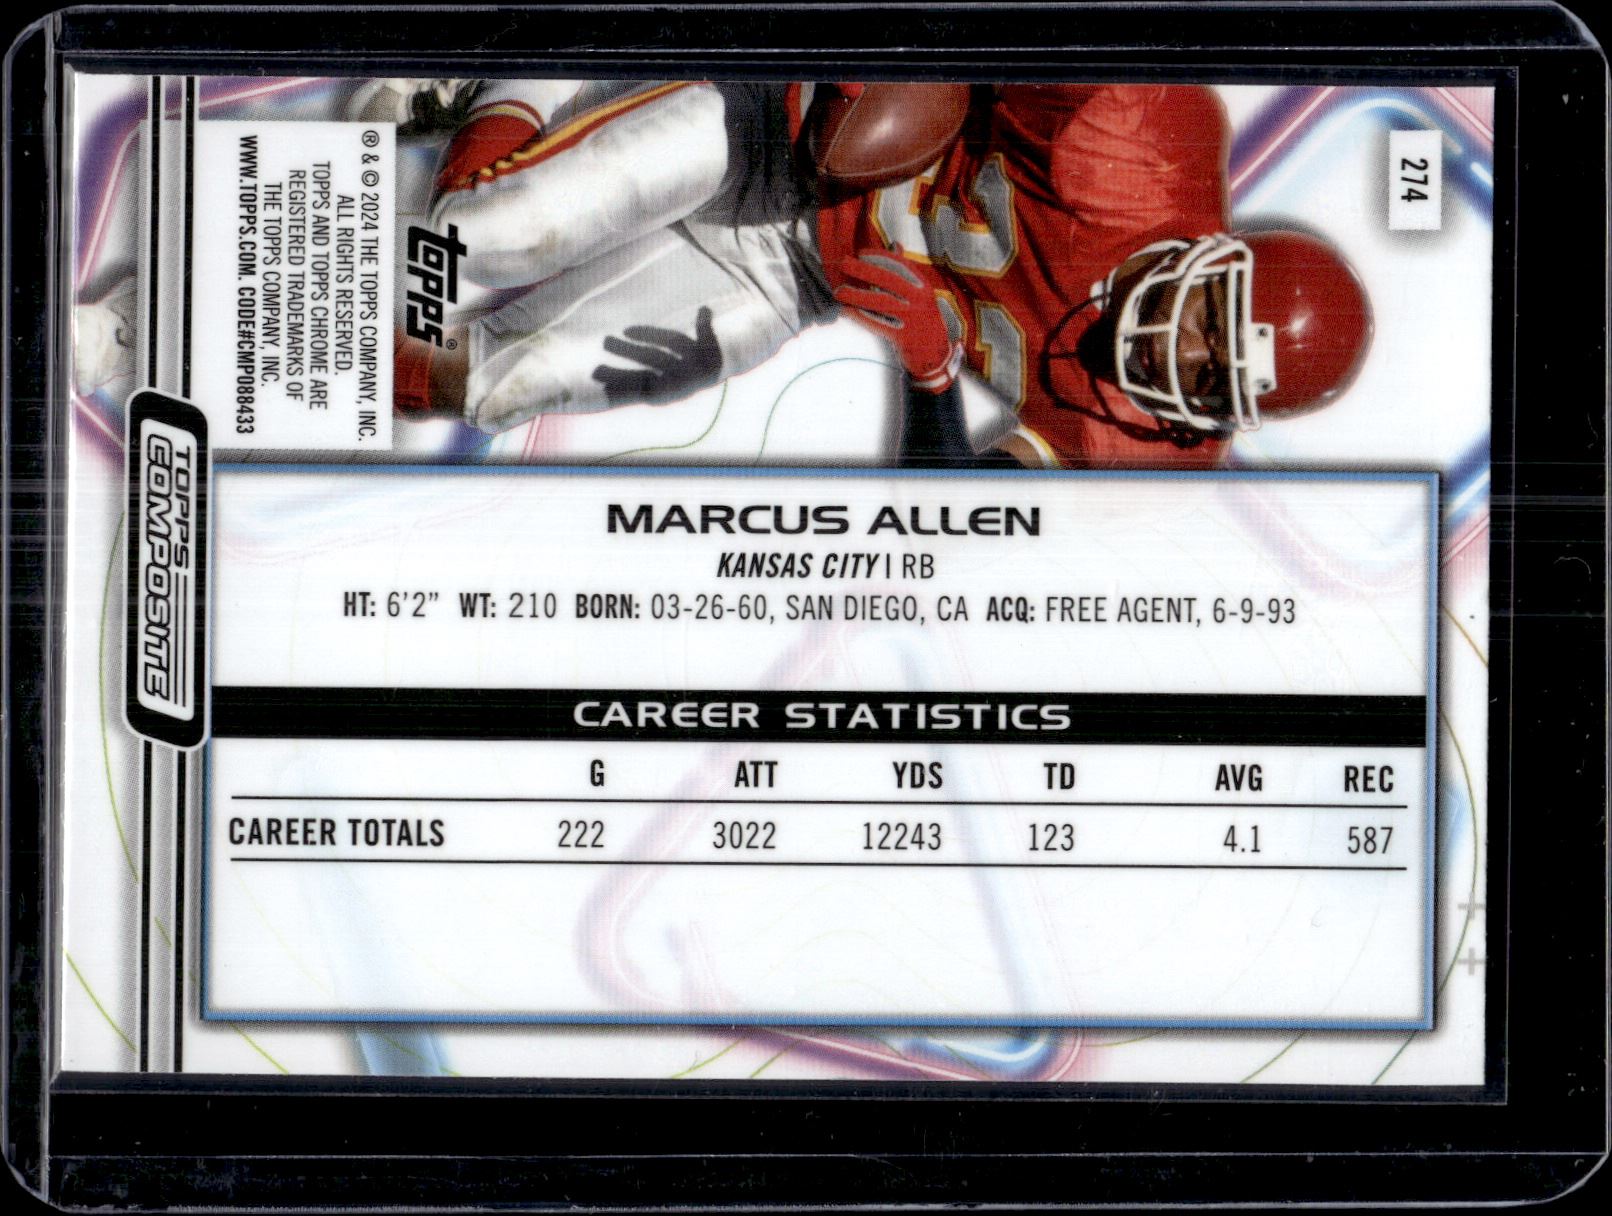 274
® & © 2024 THE TOPPS COMPANY, INC.
ALL RIGHTS RESERVED.
TOPPS AND TOPPS CHROME ARE
REGISTERED TRADEMARKS OF
THE TOPPS COMPANY, INC.
WWW.TOPPS.COM. CODE#CMP088433
topps®
TOPPS
COMPOSITE
MARCUS ALLEN
KANSAS CITY | RB
HT: 6'2” WT: 210 BORN: 03-26-60, SAN DIEGO, CA ACQ: FREE AGENT, 6-9-93
CAREER STATISTICS
G ATT YDS TD AVG REC
CAREER TOTALS 222 3022 12243 123 4.1 587